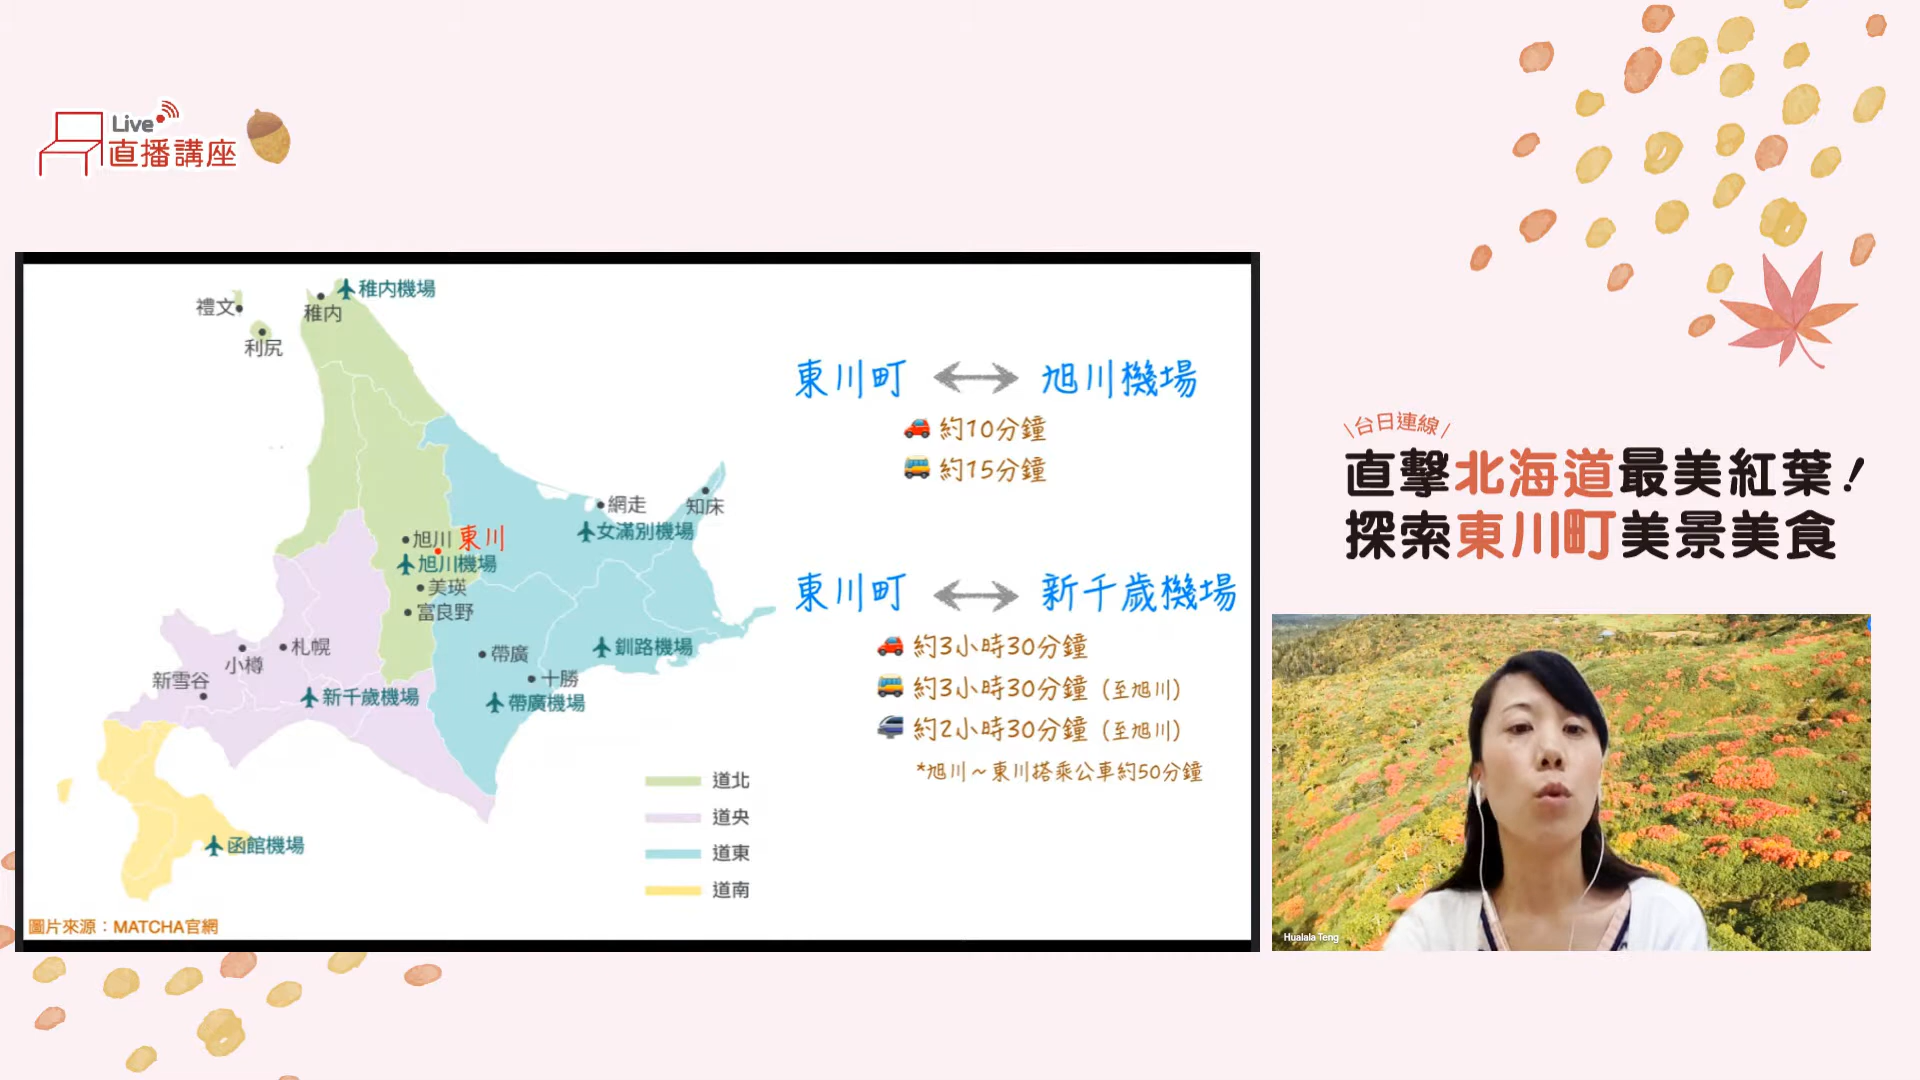 Live
直播講座
稚内機場
禮文
稚内
利尻
網走
知床
女滿別機場
旭川
東川
旭川機場
美瑛
富良野
札幌
小樽
帶廣
釧路機場
新雪谷
十勝
新千歲機場
帶廣機場
函館機場
道北
道央
道東
道南
圖片來源：MATCHA官網
東川町 旭川機場
約10分鐘
約15分鐘
東川町 新千歲機場
約3小時30分鐘
約3小時30分鐘（至旭川）
約2小時30分鐘（至旭川）
*旭川～東川搭乘公車約50分鐘
\台日連線/
直擊北海道最美紅葉！
探索東川町美景美食
Hualala Teng